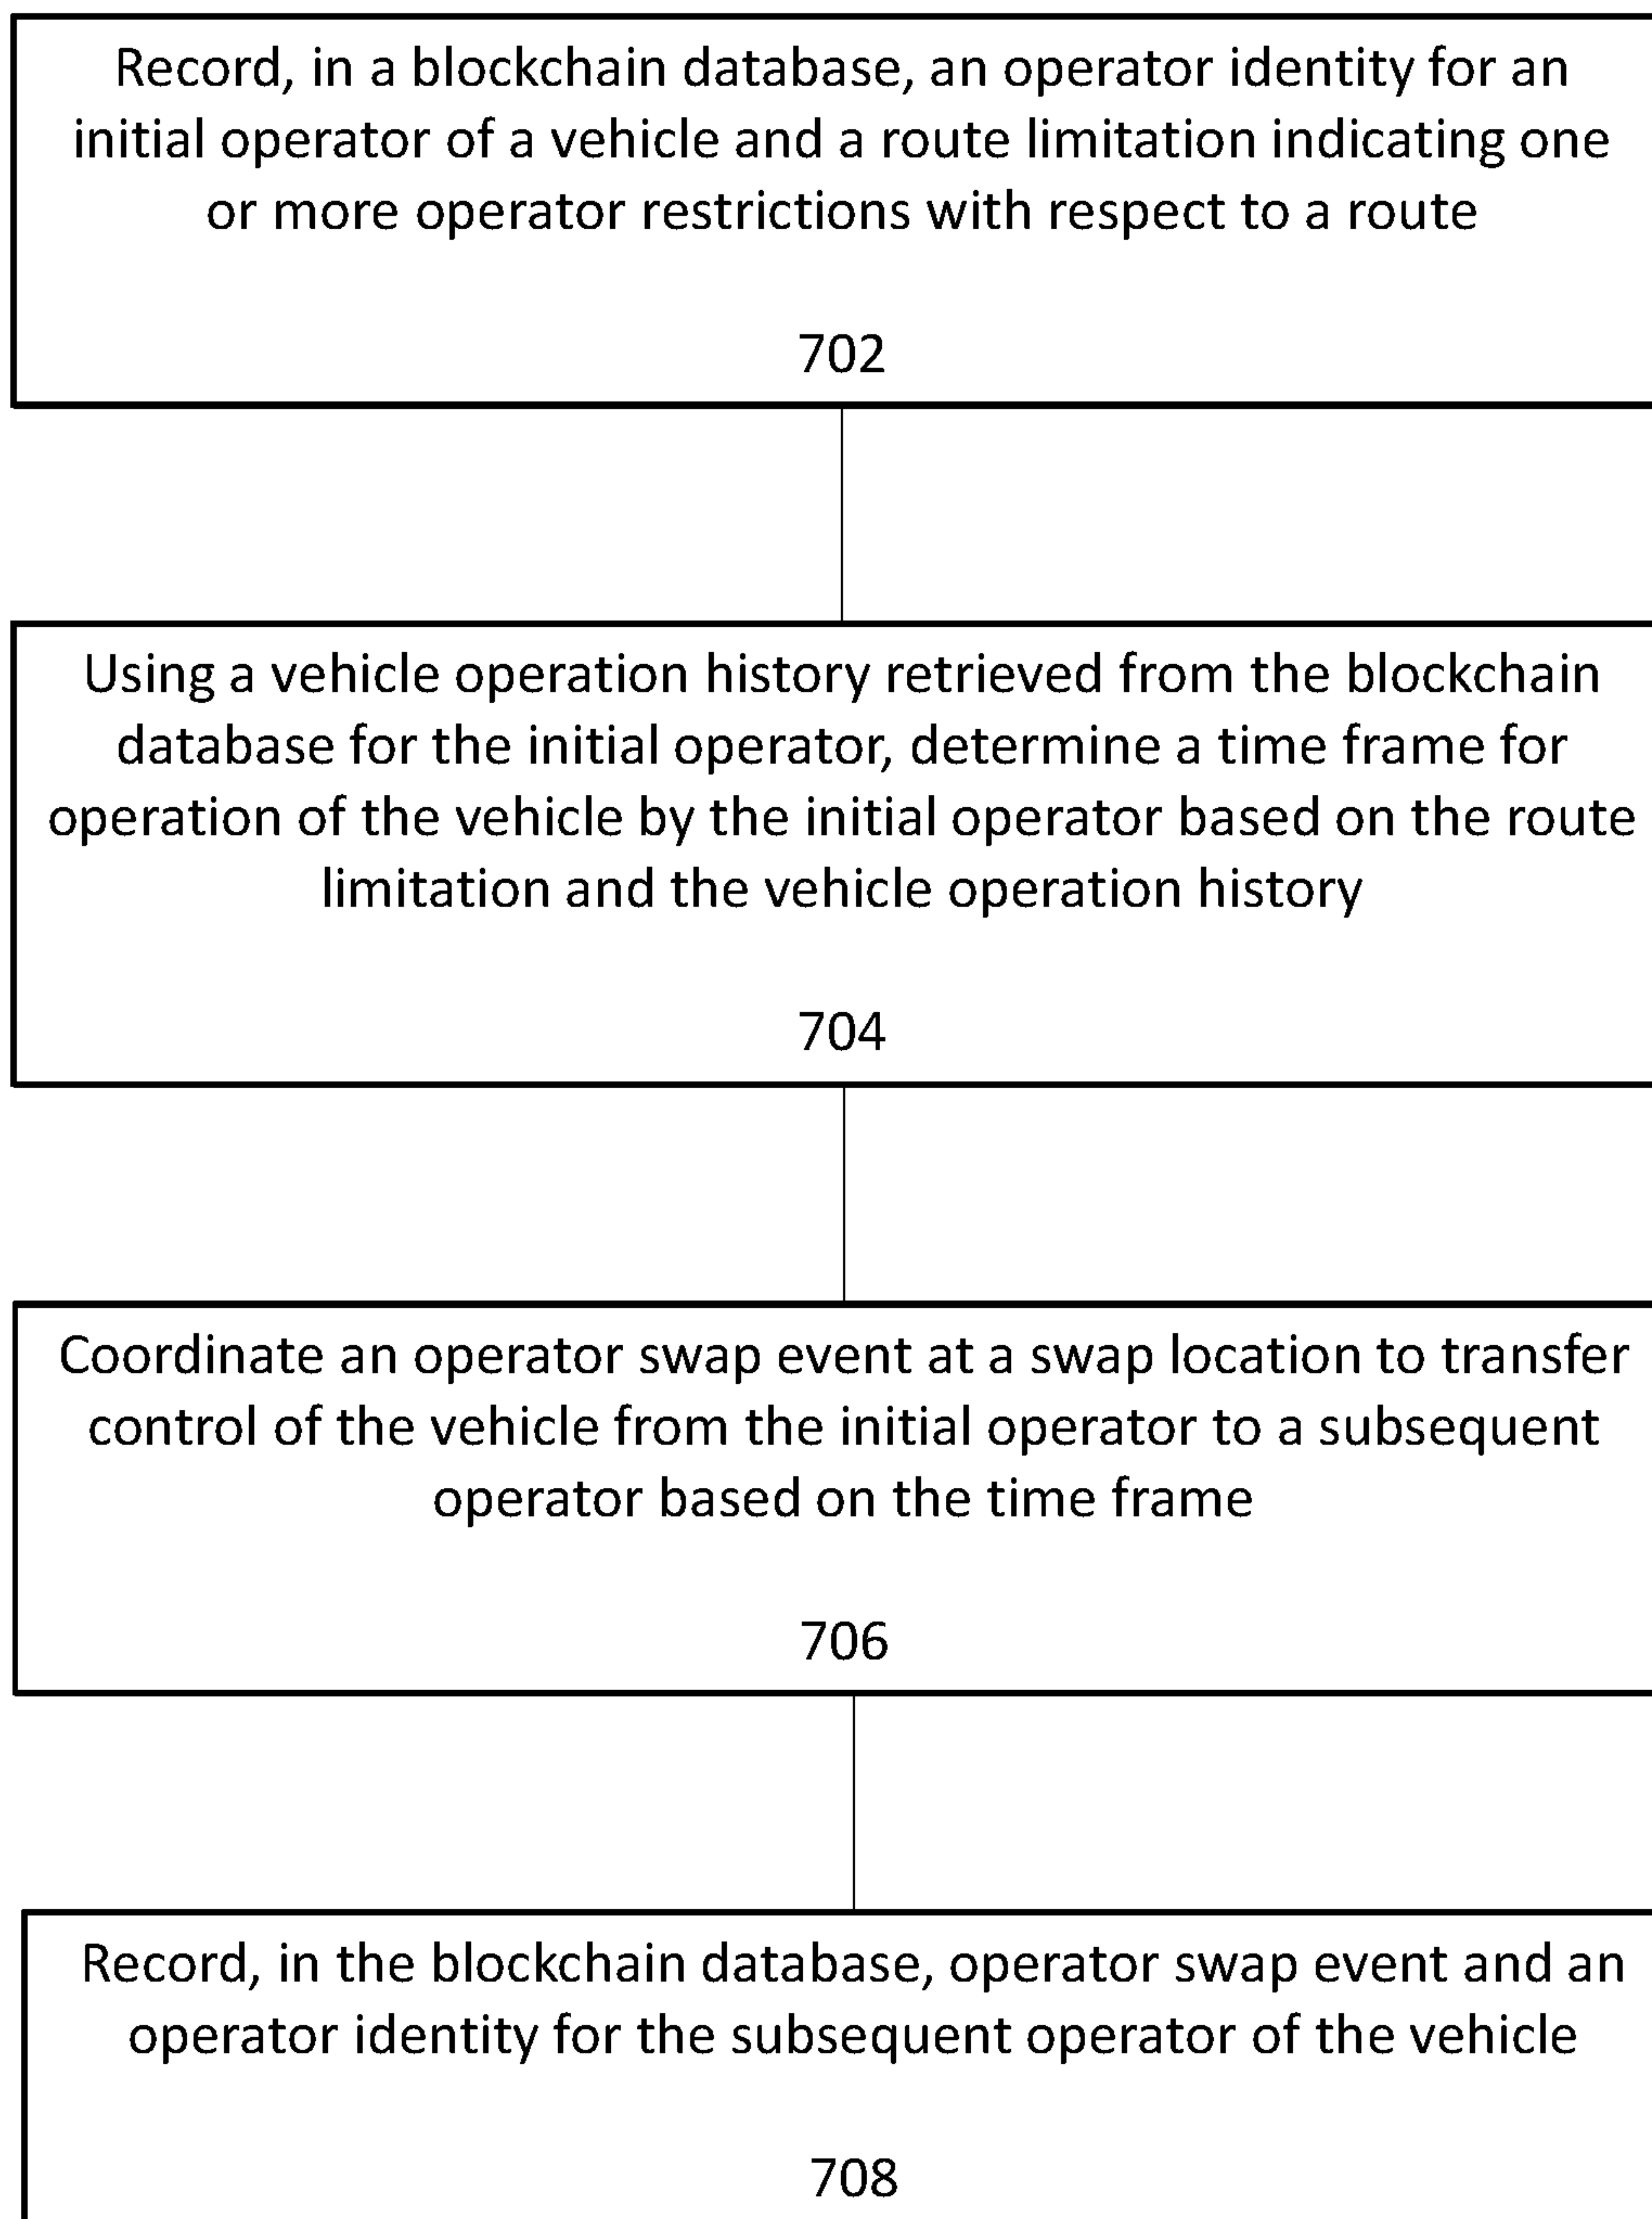 Record, in a blockchain database, an operator identity for an
initial operator of a vehicle and a route limitation indicating one
or more operator restrictions with respect to a route
702
Using a vehicle operation history retrieved from the blockchain
database for the initial operator, determine a time frame for
operation of the vehicle by the initial operator based on the route
limitation and the vehicle operation history
704
Coordinate an operator swap event at a swap location to transfer
control of the vehicle from the initial operator to a subsequent
operator based on the time frame
706
Record, in the blockchain database, operator swap event and an
operator identity for the subsequent operator of the vehicle
708